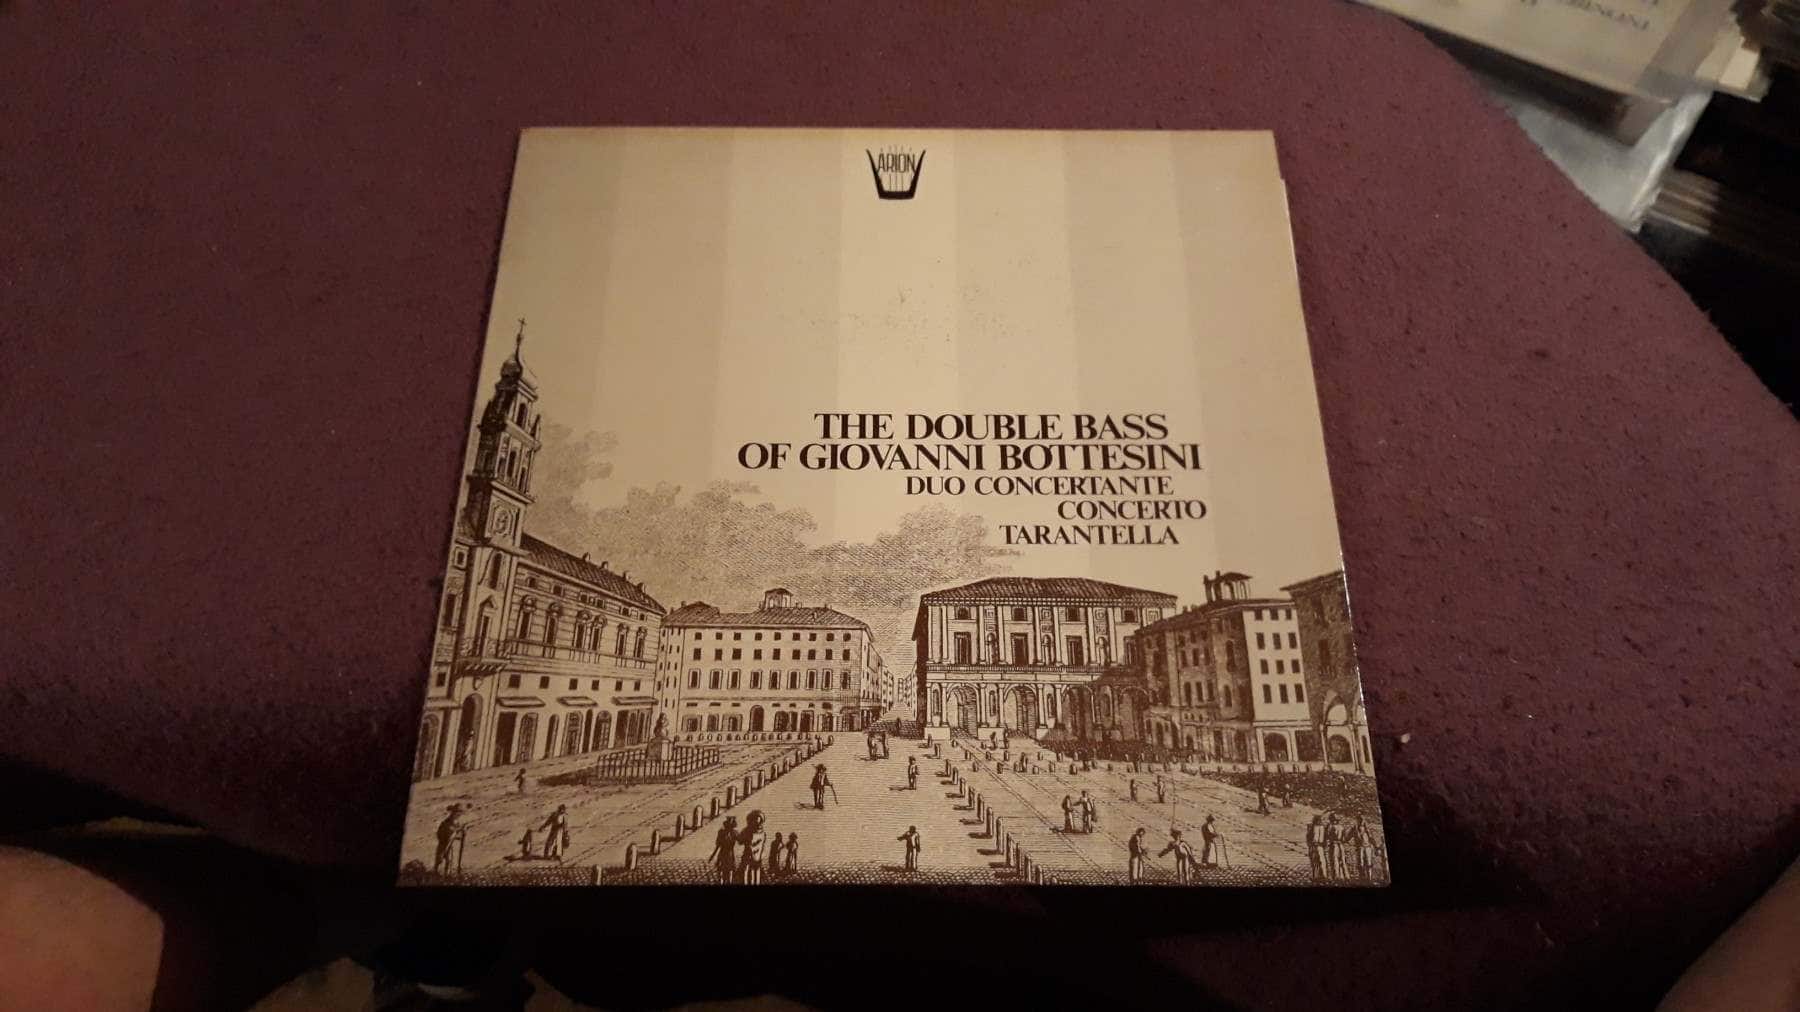 ARION
THE DOUBLE BASS
OF GIOVANNI BOTTESINI
DUO CONCERTANTE
CONCERTO
TARANTELLA